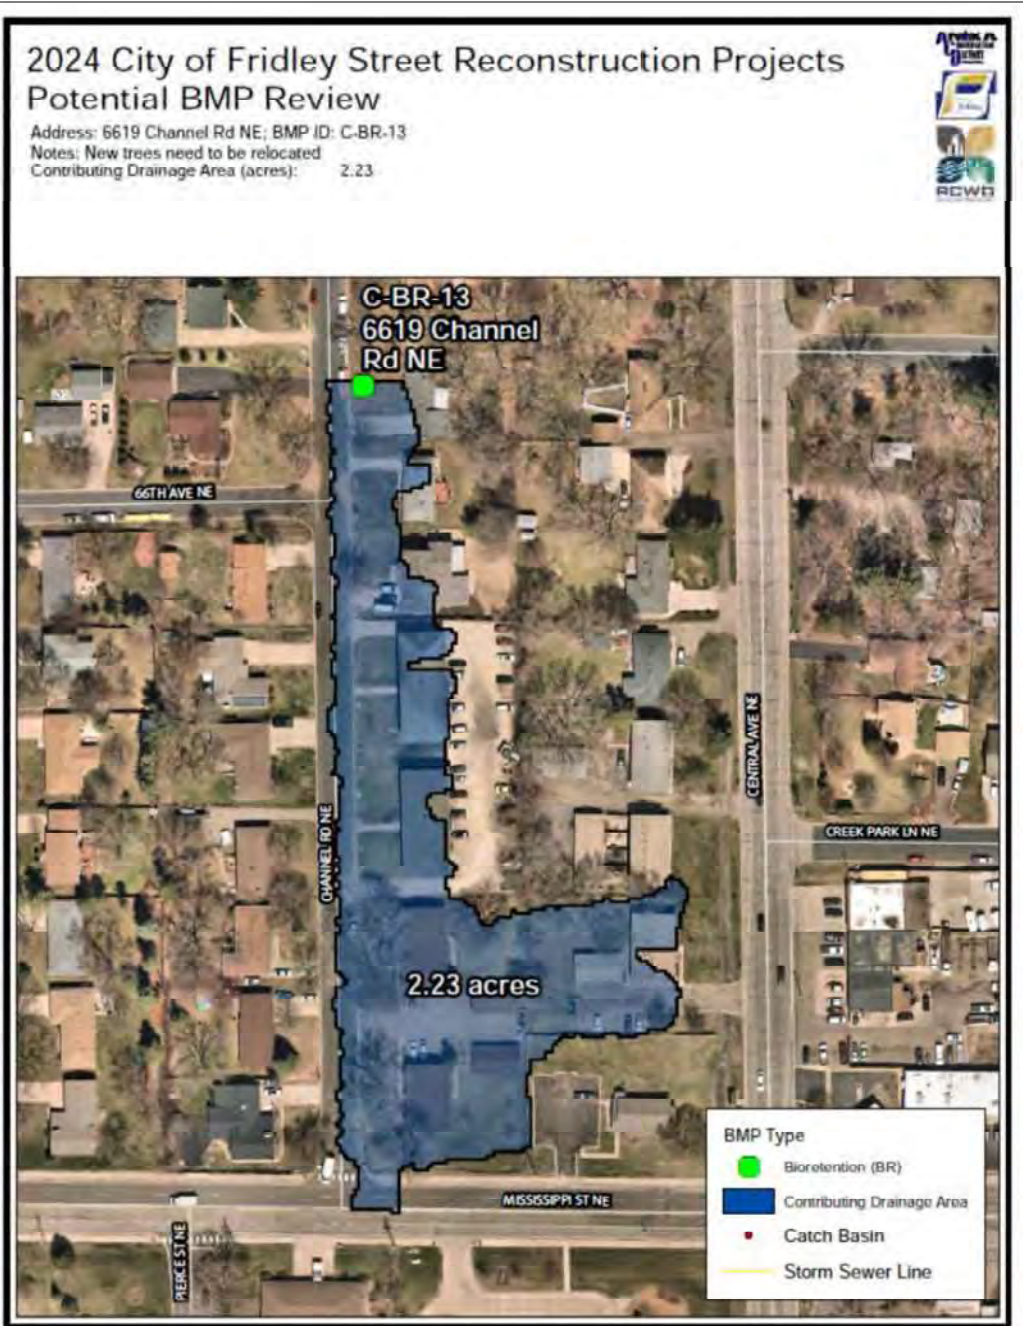 2024 City of Fridley Street Reconstruction Projects
Potential BMP Review
Address: 6619 Channel Rd NE; BMP ID: C-BR-13
Notes: New trees need to be relocated
Contributing Drainage Area (acres): 2.23
RCWD
C-BR-13
6619 Channel
Rd NE
66TH AVE NE
CENTRAL AVE NE
CHANNEL RD NE
CREEK PARK LN NE
2.23 acres
MISSISSIPPI ST NE
PIERCE ST NE
BMP Type
Bioretention (BR)
Contributing Drainage Area
Catch Basin
Storm Sewer Line